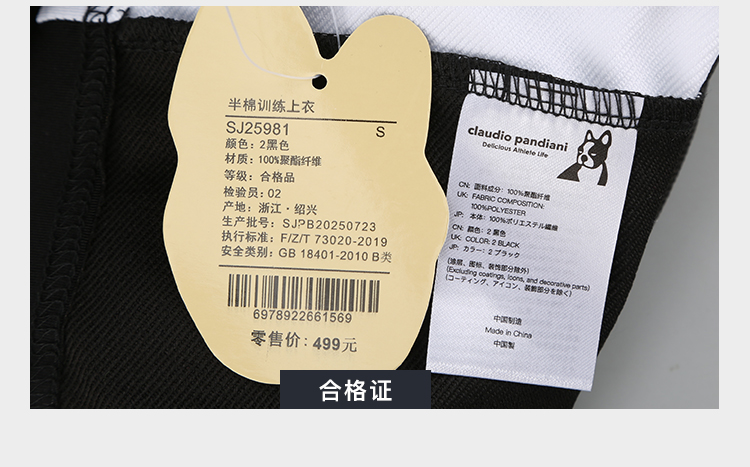 半棉训练上衣
SJ25981 S
颜色：2黑色
材质：100%聚酯纤维
等级：合格品
检验员：02
产地：浙江·绍兴
生产批号：SJPB20250723
执行标准：F/Z/T 73020-2019
安全类别：GB 18401-2010 B类
6978922661569
零售价：499元
claudio pandiani
Delicious Athlete Life
CN: 面料成分：100%聚酯纤维
UK: FABRIC COMPOSITION:
100%POLYESTER
JP: 本体：100%ポリエステル繊維
CN: 颜色：2 黑色
UK: COLOR: 2 BLACK
JP: カラー：2 ブラック
(涂层、图标、装饰部分除外)
(Excluding coatings, icons, and decorative parts)
(コーティング、アイコン、装飾部分を除く)
中国制造
Made in China
中国製
合格证